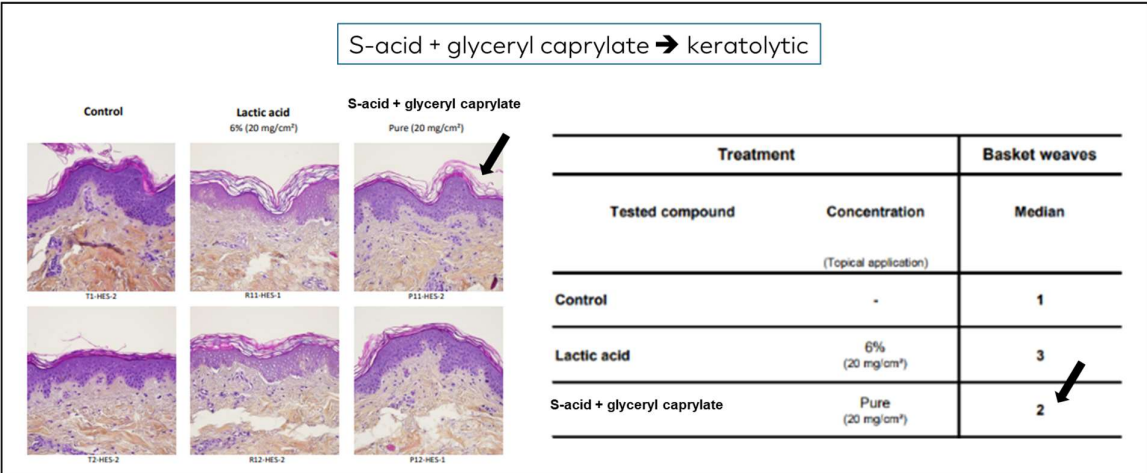 S-acid + glyceryl caprylate ➔ keratolytic
Control
Lactic acid
6% (20 mg/cm²)
S-acid + glyceryl caprylate
Pure (20 mg/cm²)
T1-HES-2
R11-HES-1
P11-HES-2
T2-HES-2
R12-HES-2
P12-HES-1
Treatment
Basket weaves
Tested compound
Concentration
(Topical application)
Median
Control
-
1
Lactic acid
6%
(20 mg/cm²)
3
S-acid + glyceryl caprylate
Pure
(20 mg/cm²)
2